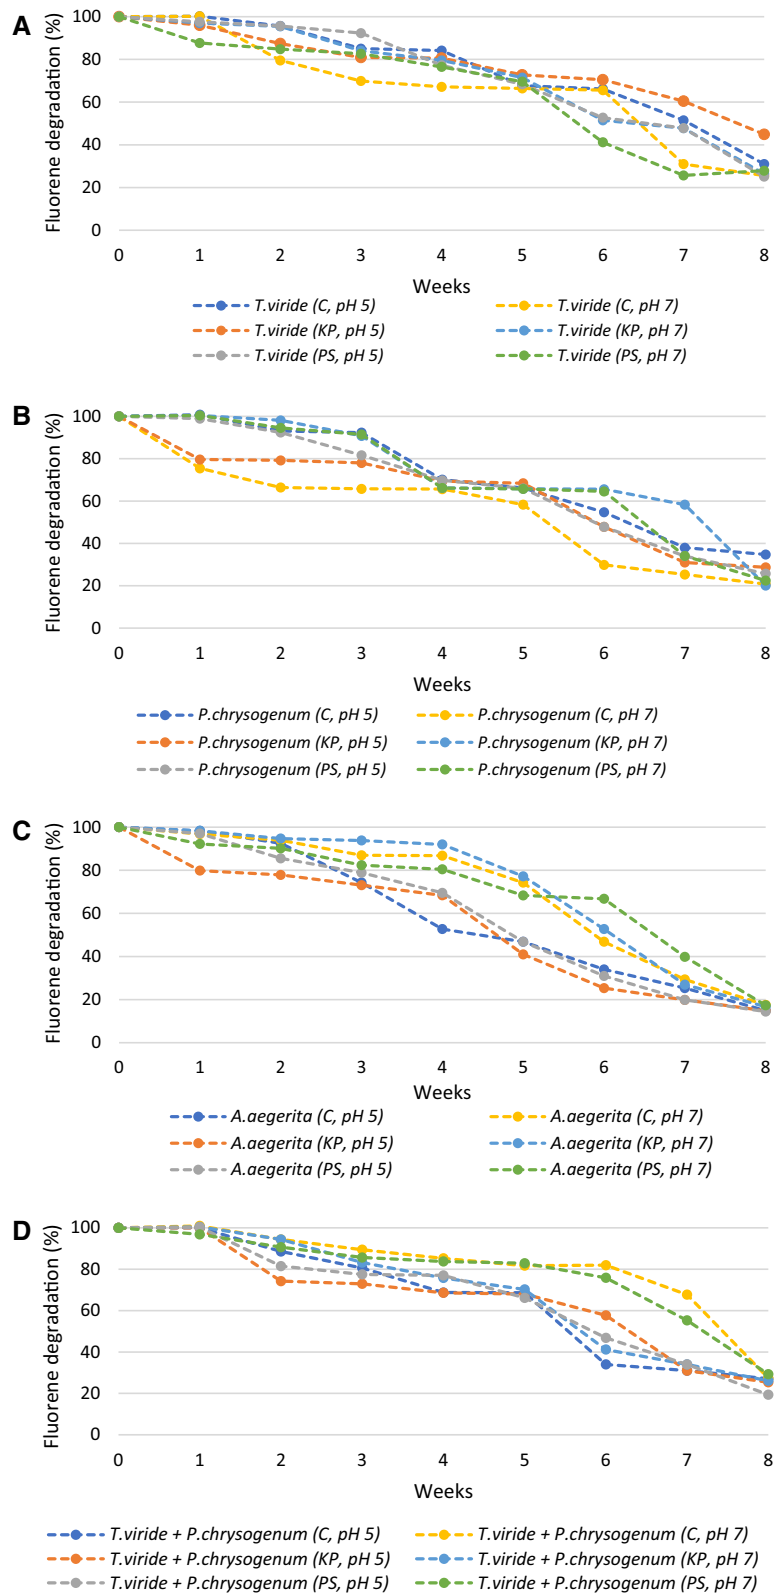 A
Fluorene degradation (%)
100
80
60
40
20
0
0 1 2 3 4 5 6 7 8
Weeks
T.viride (C, pH 5) T.viride (C, pH 7)
T.viride (KP, pH 5) T.viride (KP, pH 7)
T.viride (PS, pH 5) T.viride (PS, pH 7)
B
Fluorene degradation (%)
100
80
60
40
20
0
0 1 2 3 4 5 6 7 8
Weeks
P.chrysogenum (C, pH 5) P.chrysogenum (C, pH 7)
P.chrysogenum (KP, pH 5) P.chrysogenum (KP, pH 7)
P.chrysogenum (PS, pH 5) P.chrysogenum (PS, pH 7)
C
Fluorene degradation (%)
100
80
60
40
20
0
0 1 2 3 4 5 6 7 8
Weeks
A.aegerita (C, pH 5) A.aegerita (C, pH 7)
A.aegerita (KP, pH 5) A.aegerita (KP, pH 7)
A.aegerita (PS, pH 5) A.aegerita (PS, pH 7)
D
Fluorene degradation (%)
100
80
60
40
20
0
0 1 2 3 4 5 6 7 8
Weeks
T.viride + P.chrysogenum (C, pH 5) T.viride + P.chrysogenum (C, pH 7)
T.viride + P.chrysogenum (KP, pH 5) T.viride + P.chrysogenum (KP, pH 7)
T.viride + P.chrysogenum (PS, pH 5) T.viride + P.chrysogenum (PS, pH 7)